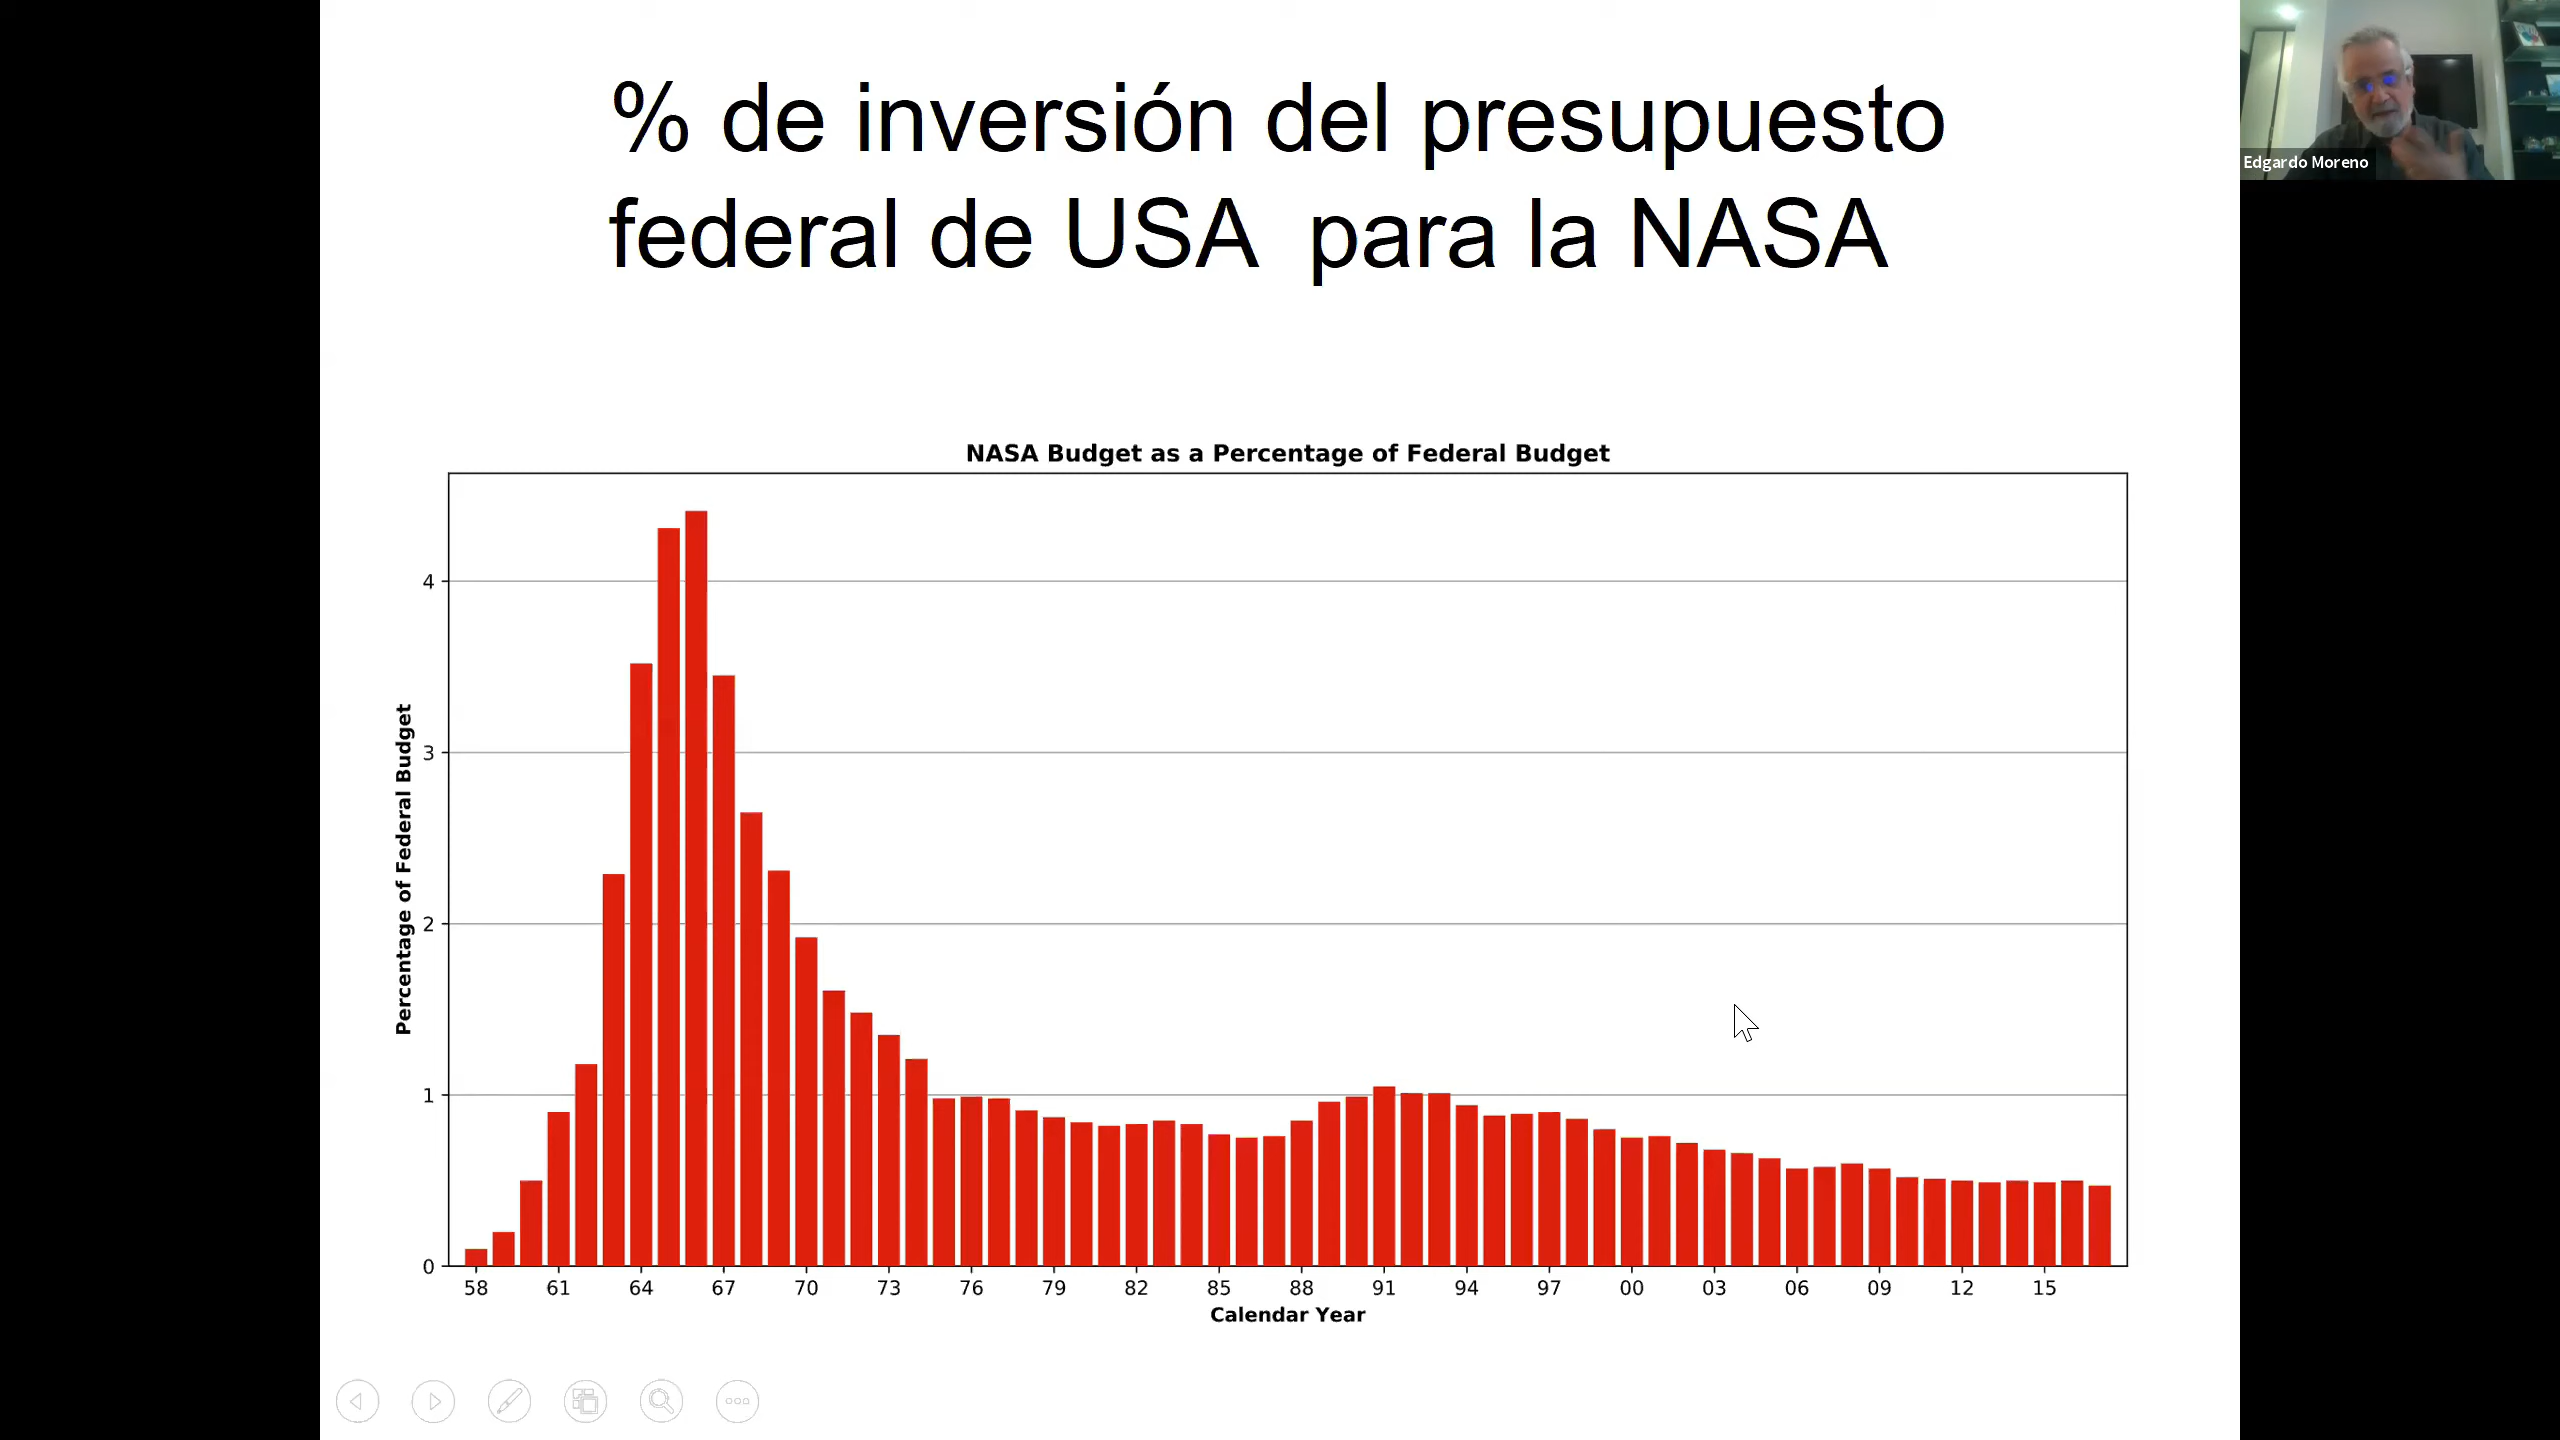 % de inversión del presupuesto
federal de USA para la NASA
Edgardo Moreno
NASA Budget as a Percentage of Federal Budget
Percentage of Federal Budget
4
3
2
1
0
58 61 64 67 70 73 76 79 82 85 88 91 94 97 00 03 06 09 12 15
Calendar Year